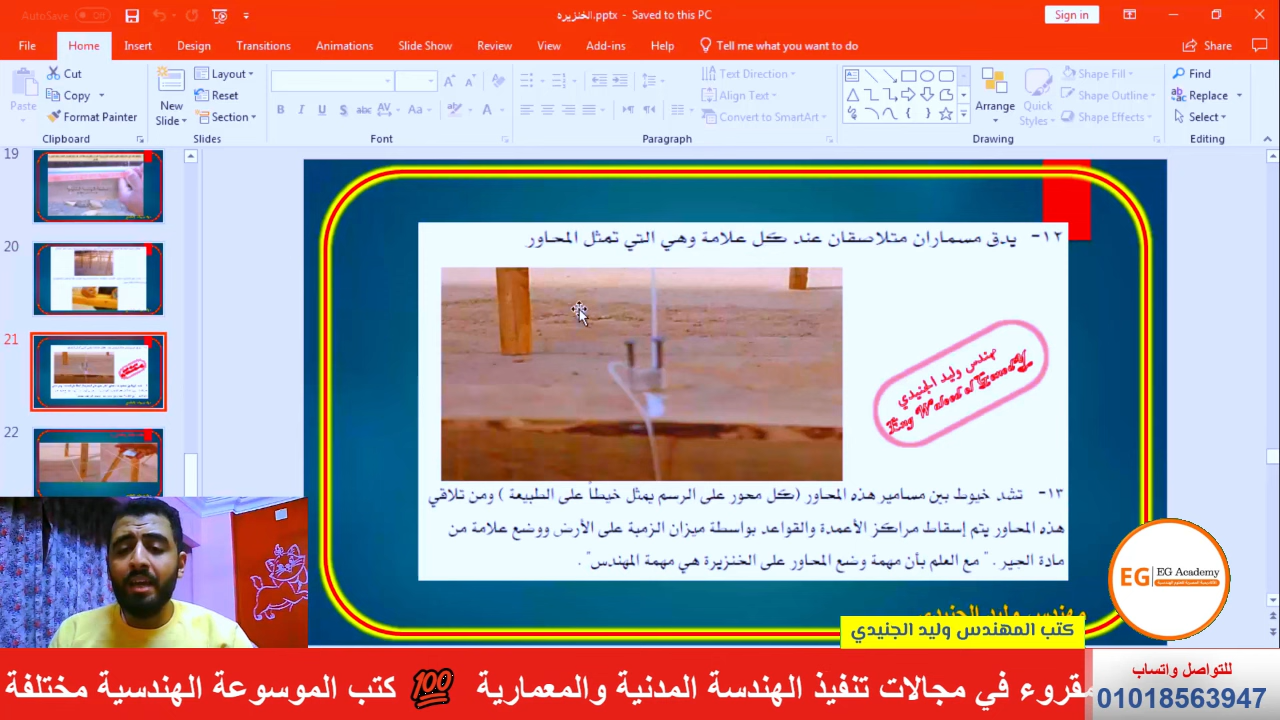 AutoSave Off
الخنزيره.pptx - Saved to this PC
Sign in
File Home Insert Design Transitions Animations Slide Show Review View Add-ins Help Tell me what you want to do Share
Paste
Cut
Copy
Format Painter
Clipboard
New Slide
Layout
Reset
Section
Slides
Font
Text Direction
Align Text
Convert to SmartArt
Paragraph
Arrange
Quick Styles
Shape Fill
Shape Outline
Shape Effects
Drawing
Find
Replace
Select
Editing
19
20
21
22
١٢- يدق مسماران متلاصقان عند كل علامة وهي التي تمثل المحاور
مهندس وليد الجنيدي
١٣- تشد خيوط بين مسامير هذه المحاور (كل محور على الرسم يمثل خيطاً على الطبيعة ) ومن تلاقي
هذه المحاور يتم إسقاط مراكز الأعمدة والقواعد بواسطة ميزان الزمبة على الأرض ووضع علامة من
مادة الجير . " مع العلم بأن مهمة وضع المحاور على الخنزيرة هي مهمة المهندس" .
EG EG Academy
مهندس وليد الجنيدي
كتب المهندس وليد الجنيدي
مقروء في مجالات تنفيذ الهندسة المدنية والمعمارية 💯 كتب الموسوعة الهندسية مختلفة
للتواصل واتساب
01018563947